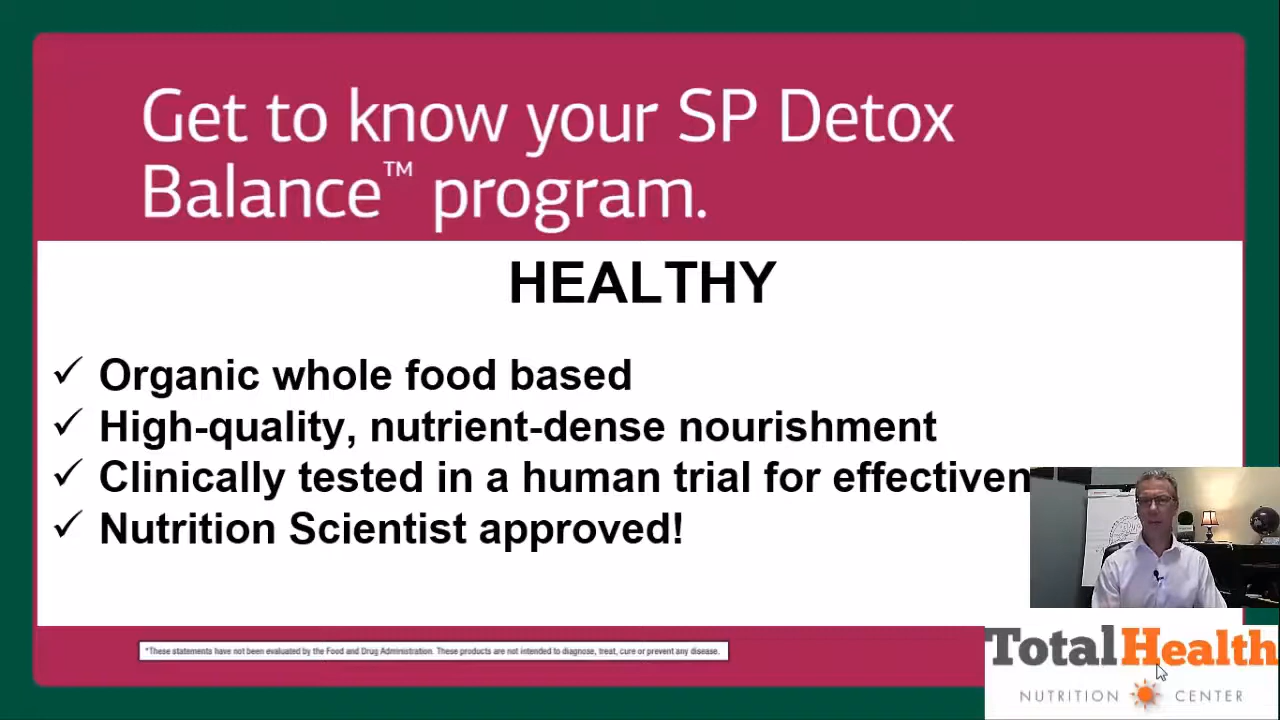 Get to know your SP Detox
Balance™ program.
HEALTHY
✓ Organic whole food based
✓ High-quality, nutrient-dense nourishment
✓ Clinically tested in a human trial for effectiven
✓ Nutrition Scientist approved!
*These statements have not been evaluated by the Food and Drug Administration. These products are not intended to diagnose, treat, cure or prevent any disease.
TotalHealth
NUTRITION CENTER